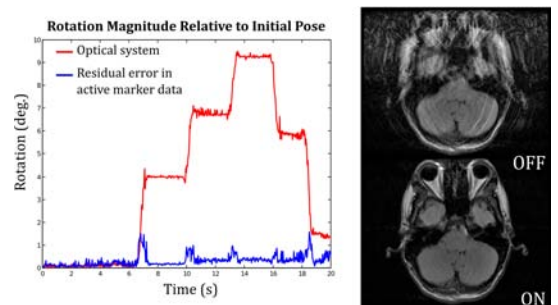 Rotation Magnitude Relative to Initial Pose
Optical system
Residual error in
active marker data
Rotation (deg.)
10
9
8
7
6
5
4
3
2
1
0
0 2 4 6 8 10 12 14 16 18 20
Time (s)
OFF
ON